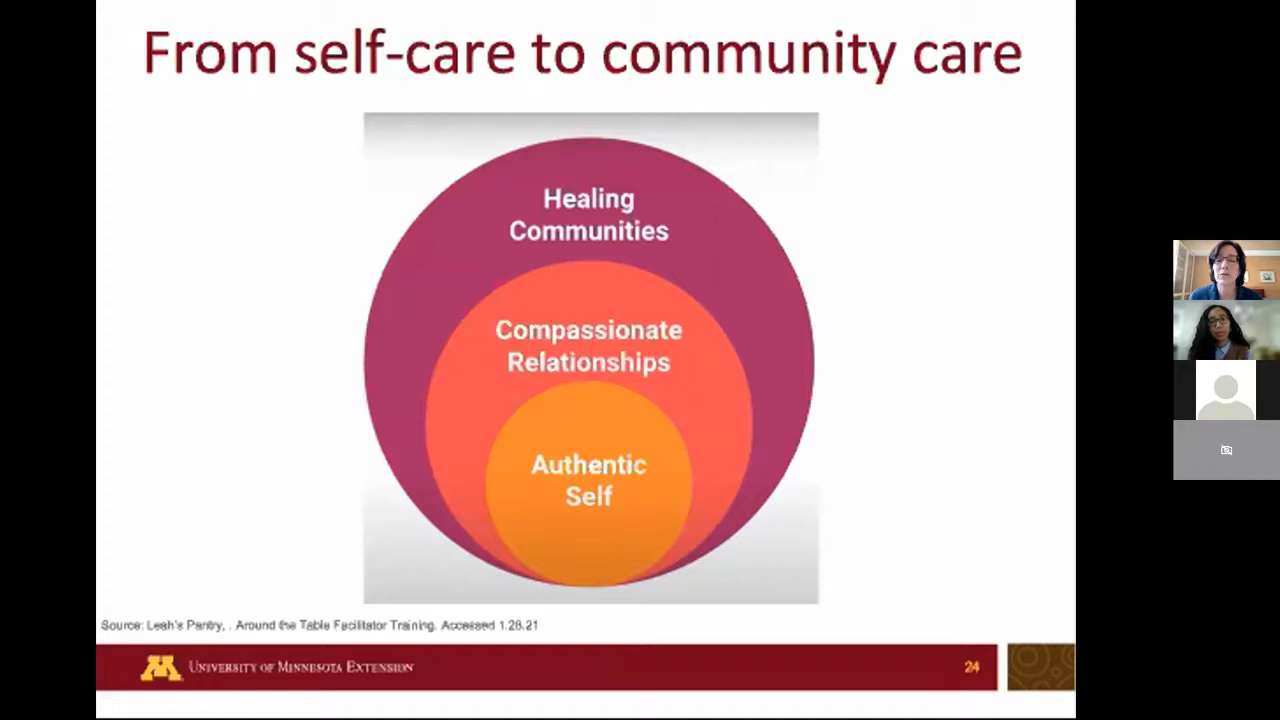 From self-care to community care
Healing
Communities
Compassionate
Relationships
Authentic
Self
Source: Leah's Pantry, . Around the Table Facilitator Training. Accessed 1.28.21
UNIVERSITY OF MINNESOTA EXTENSION
24